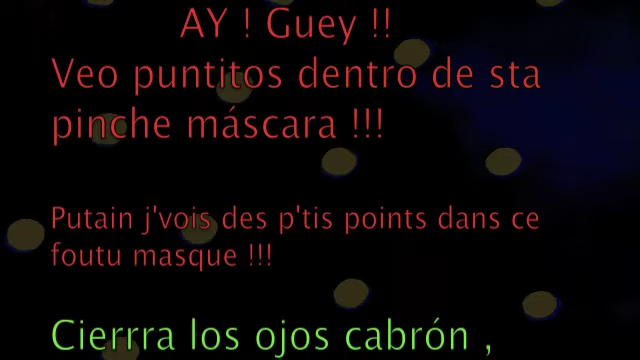 AY ! Guey !!
Veo puntitos dentro de sta
pinche máscara !!!
Putain j'vois des p'tis points dans ce
foutu masque !!!
Cierrra los ojos cabrón ,